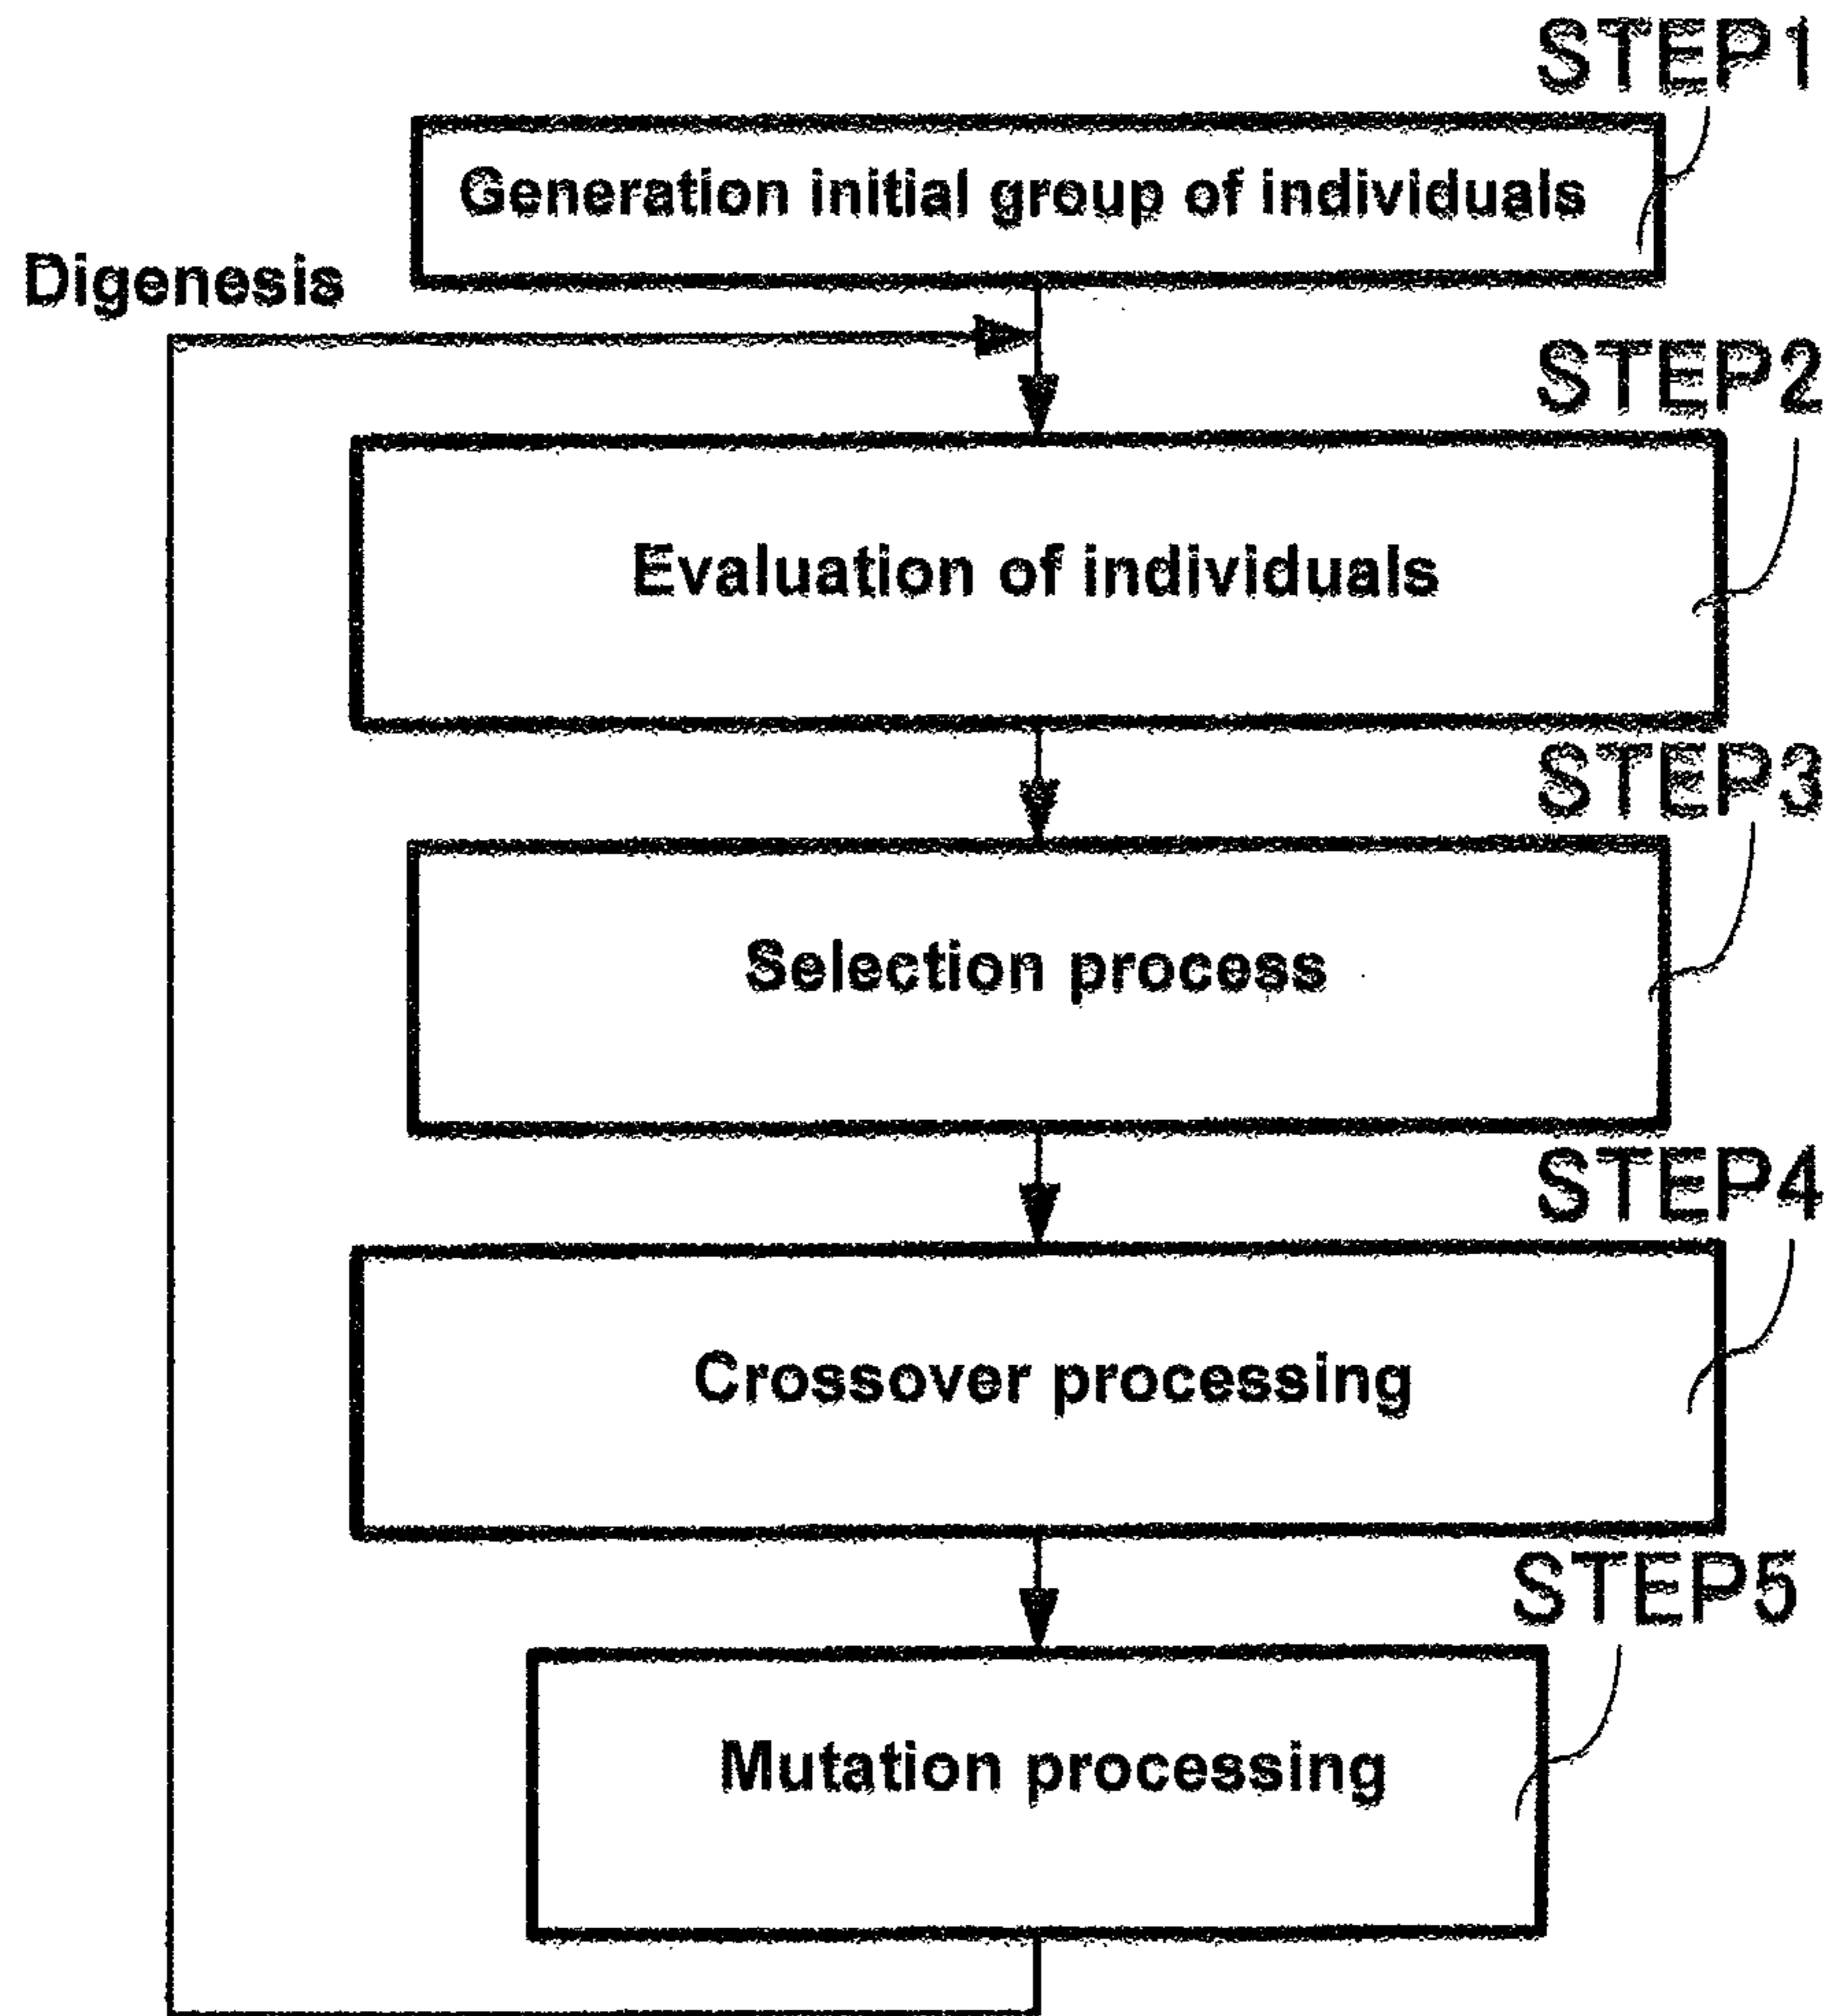 STEP1
Generation initial group of individuals
Digenesis
STEP2
Evaluation of individuals
STEP3
Selection process
STEP4
Crossover processing
STEP5
Mutation processing